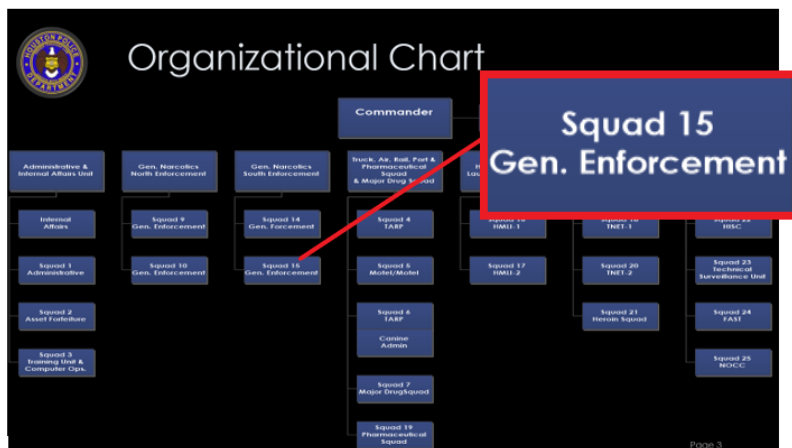 HOUSTON POLICE
DEPARTMENT
Organizational Chart
Commander
Squad 15
Gen. Enforcement
Administrative &
Internal Affairs Unit
Gen. Narcotics
North Enforcement
Gen. Narcotics
South Enforcement
Truck, Air, Rail, Port &
Pharmaceutical
Squad
& Major Drug Squad
Internal
Affairs
Squad 1
Administrative
Squad 2
Asset Forfeiture
Squad 3
Training Unit &
Computer Ops.
Squad 9
Gen. Enforcement
Squad 10
Gen. Enforcement
Squad 14
Gen. Forcement
Squad 15
Gen. Enforcement
Squad 4
TARP
Squad 5
Motel/Motel
Squad 6
TARP
Canine
Admin
Squad 7
Major DrugSquad
Squad 19
Pharmaceutical
Squad
HMLI-1
Squad 17
HMLI-2
TNET-1
Squad 20
TNET-2
Squad 21
Heroin Squad
HISC
Squad 23
Technical
Surveillance Unit
Squad 24
FAST
Squad 25
NOCC
Page 3